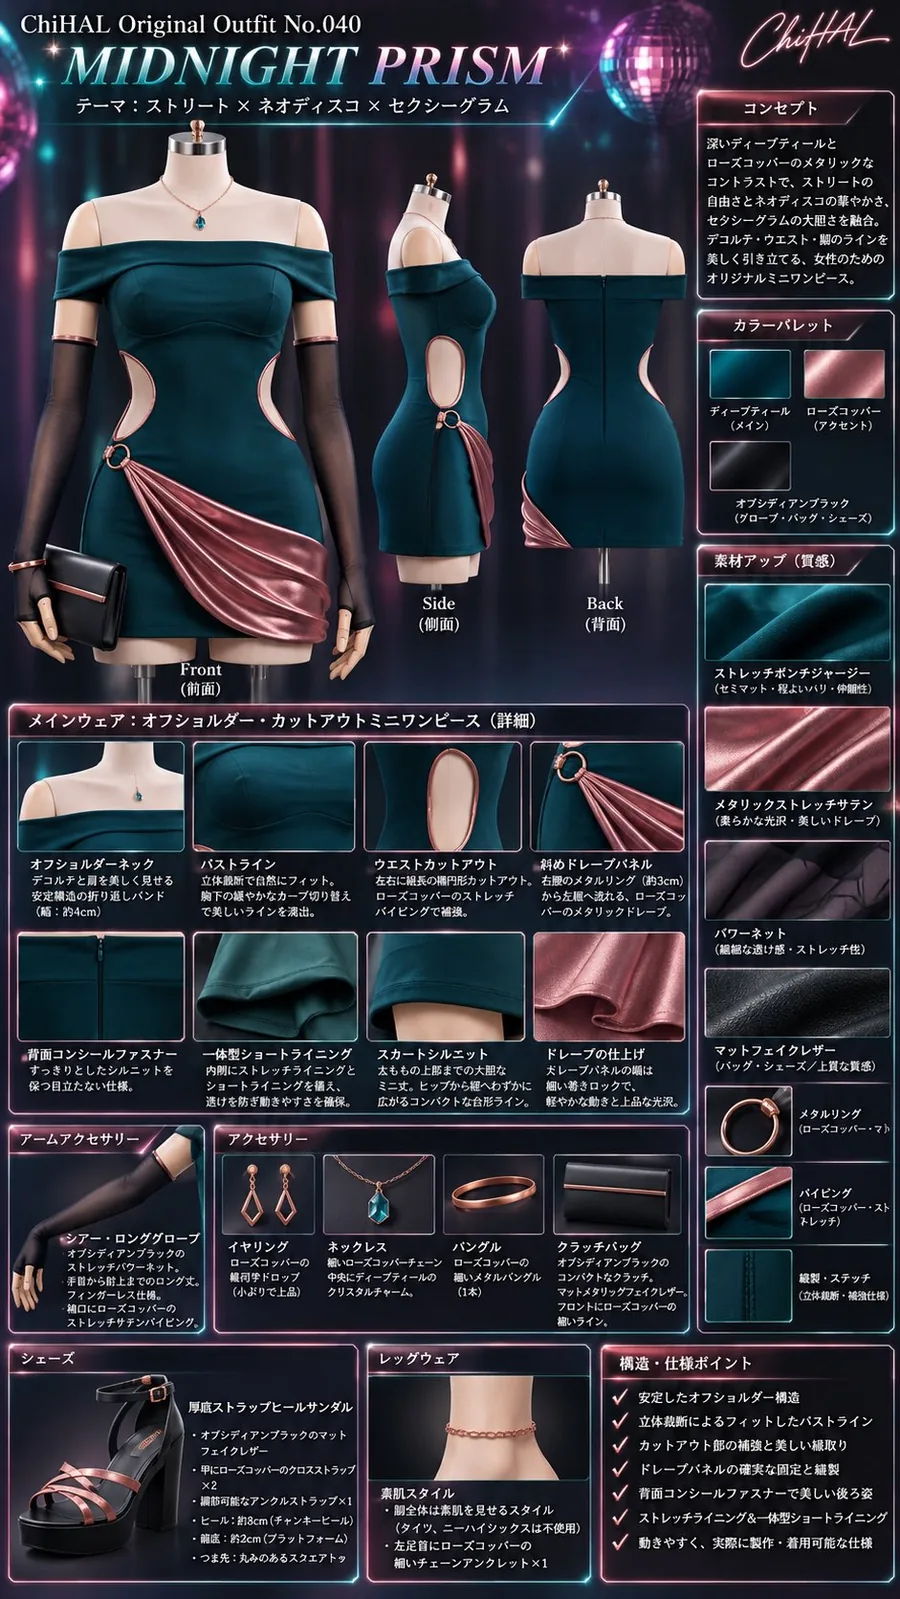 ChiHAL Original Outfit No.040
MIDNIGHT PRISM
テーマ：ストリート × ネオディスコ × セクシーグラム
ChiHAL
コンセプト
深いディープティールと
ローズコッパーのメタリックな
コントラストで、ストリートの
自由さとネオディスコの華やかさ、
セタシーグラムの大胆さを融合。
デコルテ・ウエスト・脚のラインを
美しく引き立てる、女性のための
オリジナルミニワンピース。
カラーパレット
ディープティール
（メイン）
ローズコッパー
（アクセント）
オブシディアンブラック
（グローブ・バッグ・シェーズ）
Front
（前面）
Side
（側面）
Back
（背面）
素材アップ（質感）
ストレッチポンチジャージー
（セミマット・程よいハリ・伸縮性）
メタリックストレッチサテン
（柔らかな光沢・美しいドレープ）
パワーネット
（繊細な透け感・ストレッチ性）
マットフェイクレザー
（バッグ・シェーズ／上質な質感）
メタルリング
（ローズコッパー・マ
パイピング
（ローズコッパー・スト
トレッチ）
縫製・ステッチ
（立体裁断・補強仕様）
メインウェア：オフショルダー・カットアウトミニワンピース（詳細）
オフショルダーネック
デコルテと肩を美しく見せる
安定構造の折り返しバンド
（幅：約4cm）
バストライン
立体裁断で自然にフィット。
胸下の緩やかなカーブ切り替え
で美しいラインを演出。
ウエストカットアウト
左右に縦長の楕円形カットアウト。
ローズコッパーのストレッチ
パイピングで補強。
斜めドレープパネル
右腰のメタルリング（約3cm）
から左腰へ流れる、ローズコッ
パーのメタリックドレープ。
背面コンシールファスナー
すっきりとしたシルエットを
保つ目立たない仕様。
一体型ショートライニング
内側にストレッチライニングと
ショートライニングを備え、
透けを防ぎ動きやすさを確保。
スカートシルエット
太ももの上部までの大胆な
ミニ丈。ヒップから裾へわずかに
広がるコンパクトな台形ライン。
ドレープの仕上げ
ドレープパネルの端は
細い巻きロックで、
軽やかな動きと上品な光沢。
アームアクセサリー
シアー・ロンググローブ
オブシディアンブラックの
ストレッチパワーネット。
手首から肘上までのロング丈。
フィンガーレス仕様。
袖口にローズコッパーの
ストレッチサテンパイピング。
アクセサリー
イヤリング
ローズコッパーの
幾何学ドロップ
（小ぶりで上品）
ネックレス
細いローズコッパーチェーン
中央にディープティールの
クリスタルチャーム。
バングル
ローズコッパーの
細いメタルバングル
（1本）
クラッチバッグ
オブシディアンブラックの
コンパクトなクラッチ。
マットメタリッグフェイクレザー。
フロントにローズコッパーの
細いライン。
シェーズ
厚底ストラップヒールサンダル
・オブシディアンブラックのマット
フェイクレザー
・甲にローズコッパーのクロスストラップ
×2
・調節可能なアンクルストラップ×1
・ヒール：約8cm（チャンキーヒール）
・底：約2cm（プラットフォーム）
・つま先：丸みのあるスクエアトゥ
レッグウェア
素肌スタイル
・脚全体は素肌を見せるスタイル
（タイツ、ニーハイシックスは不使用）
・左足首にローズコッパーの
細いチェーンアンクレット×1
構造・仕様ポイント
✓ 安定したオフショルダー構造
✓ 立体裁断によるフィットしたバストライン
✓ カットアウト部の補強と美しい縁取り
✓ ドレープパネルの確実な固定と縫製
✓ 背面コンシールファスナーで美しい後ろ姿
✓ ストレッチライニング&一体型ショートライニング
✓ 動きやすく、実際に製作・着用可能な仕様